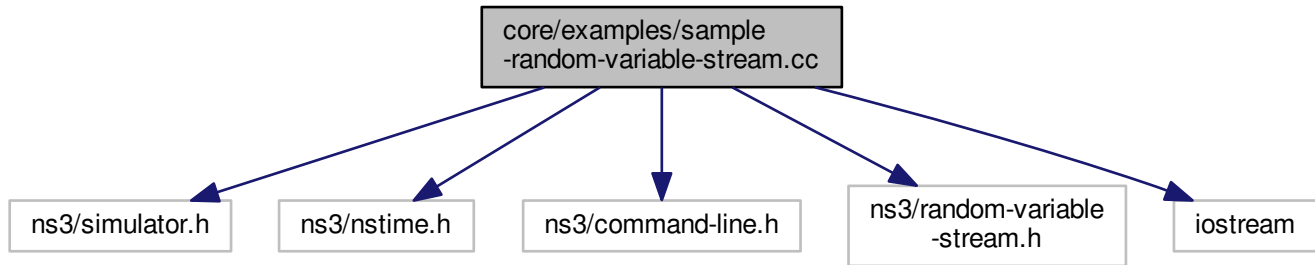 core/examples/sample
-random-variable-stream.cc
ns3/simulator.h
ns3/nstime.h
ns3/command-line.h
ns3/random-variable
-stream.h
iostream